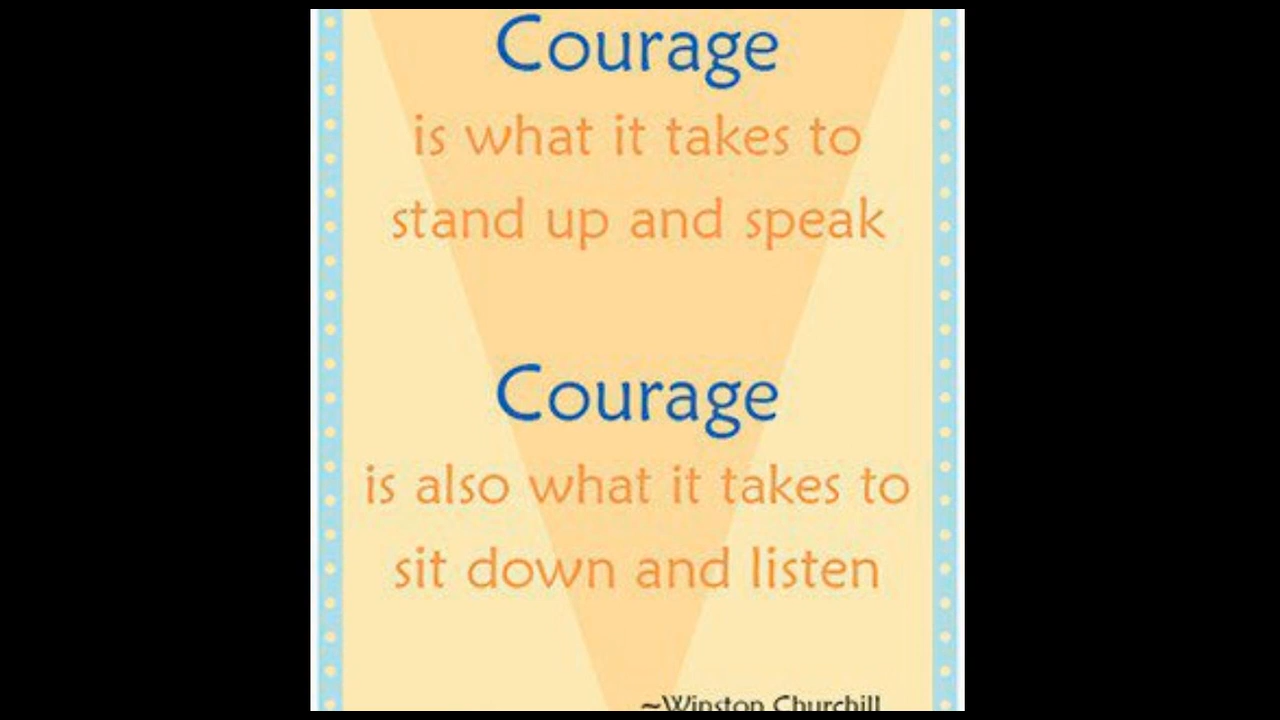 Courage
is what it takes to
stand up and speak
Courage
is also what it takes to
sit down and listen
~Winston Churchill